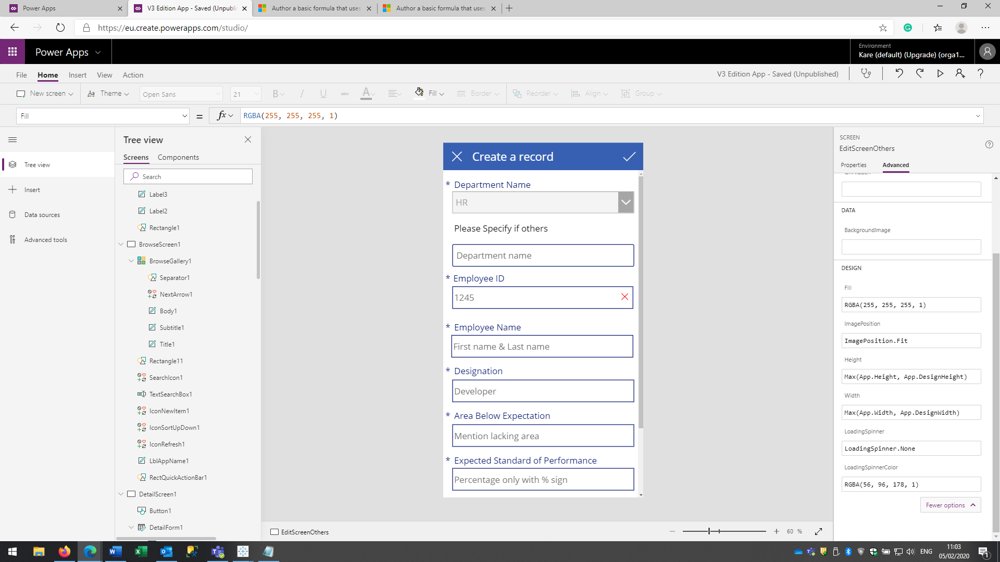 Power Apps
V3 Edition App - Saved (Unpubli
Author a basic formula that uses
Author a basic formula that uses
https://eu.create.powerapps.com/studio/
Power Apps
Environment
Kare (default) (Upgrade) (orga1...
File Home Insert View Action
V3 Edition App - Saved (Unpublished)
New screen Theme Open Sans 21 B / U abc A Fill Border Reorder Align Group
Fill = fx RGBA(255, 255, 255, 1)
Tree view
Insert
Data sources
Advanced tools
Tree view
Screens Components
Search
Label3
Label2
Rectangle1
BrowseScreen1
BrowseGallery1
Separator1
NextArrow1
Body1
Subtitle1
Title1
Rectangle11
SearchIcon1
TextSearchBox1
IconNewItem1
IconSortUpDown1
IconRefresh1
LblAppName1
RectQuickActionBar1
DetailScreen1
Button1
DetailForm1
Create a record
* Department Name
HR
Please Specify if others
Department name
* Employee ID
1245
* Employee Name
First name & Last name
* Designation
Developer
* Area Below Expectation
Mention lacking area
* Expected Standard of Performance
Percentage only with % sign
EditScreenOthers
60 %
SCREEN
EditScreenOthers
Properties Advanced
DATA
BackgroundImage
DESIGN
Fill
RGBA(255, 255, 255, 1)
ImagePosition
ImagePosition.Fit
Height
Max(App.Height, App.DesignHeight)
Width
Max(App.Width, App.DesignWidth)
LoadingSpinner
LoadingSpinner.None
LoadingSpinnerColor
RGBA(56, 96, 178, 1)
Fewer options
ENG
11:03
05/02/2020
1